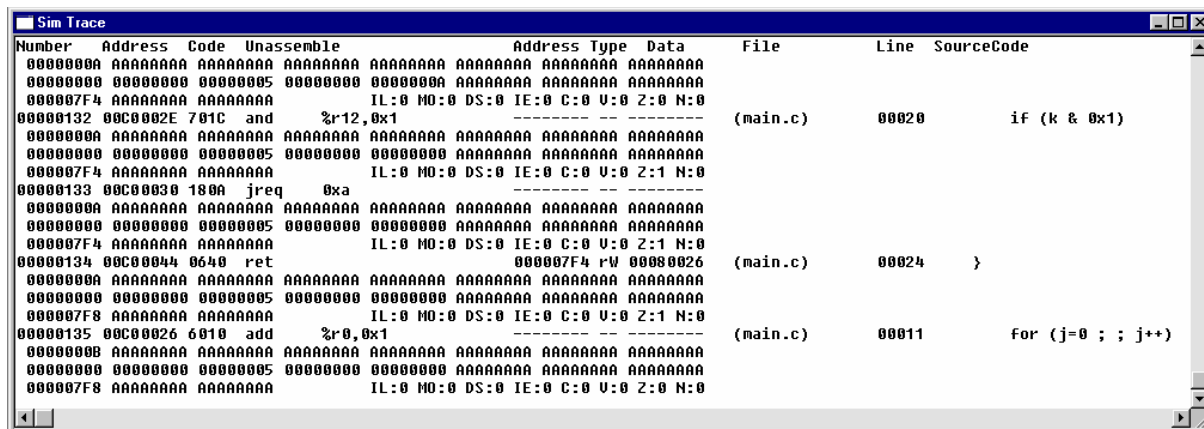 Sim Trace
Number Address Code Unassemble Address Type Data File Line SourceCode
0000000A AAAAAAAA AAAAAAAA AAAAAAAA AAAAAAAA AAAAAAAA AAAAAAAA AAAAAAAA
00000000 00000000 00000005 00000000 0000000A AAAAAAAA AAAAAAAA AAAAAAAA
000007F4 AAAAAAAA AAAAAAAA IL:0 MO:0 DS:0 IE:0 C:0 V:0 Z:0 N:0
00000132 00C0002E 701C and %r12,0x1 -------- -- -------- (main.c) 00020 if (k & 0x1)
0000000A AAAAAAAA AAAAAAAA AAAAAAAA AAAAAAAA AAAAAAAA AAAAAAAA AAAAAAAA
00000000 00000000 00000005 00000000 00000000 AAAAAAAA AAAAAAAA AAAAAAAA
000007F4 AAAAAAAA AAAAAAAA IL:0 MO:0 DS:0 IE:0 C:0 V:0 Z:1 N:0
00000133 00C00030 180A jreq 0xa -------- -- --------
0000000A AAAAAAAA AAAAAAAA AAAAAAAA AAAAAAAA AAAAAAAA AAAAAAAA AAAAAAAA
00000000 00000000 00000005 00000000 00000000 AAAAAAAA AAAAAAAA AAAAAAAA
000007F4 AAAAAAAA AAAAAAAA IL:0 MO:0 DS:0 IE:0 C:0 V:0 Z:1 N:0
00000134 00C00044 0640 ret 000007F4 rW 00080026 (main.c) 00024 }
0000000A AAAAAAAA AAAAAAAA AAAAAAAA AAAAAAAA AAAAAAAA AAAAAAAA AAAAAAAA
00000000 00000000 00000005 00000000 00000000 AAAAAAAA AAAAAAAA AAAAAAAA
000007F8 AAAAAAAA AAAAAAAA IL:0 MO:0 DS:0 IE:0 C:0 V:0 Z:1 N:0
00000135 00C00026 6010 add %r0,0x1 -------- -- -------- (main.c) 00011 for (j=0 ; ; j++)
0000000B AAAAAAAA AAAAAAAA AAAAAAAA AAAAAAAA AAAAAAAA AAAAAAAA AAAAAAAA
00000000 00000000 00000005 00000000 00000000 AAAAAAAA AAAAAAAA AAAAAAAA
000007F8 AAAAAAAA AAAAAAAA IL:0 MO:0 DS:0 IE:0 C:0 V:0 Z:0 N:0